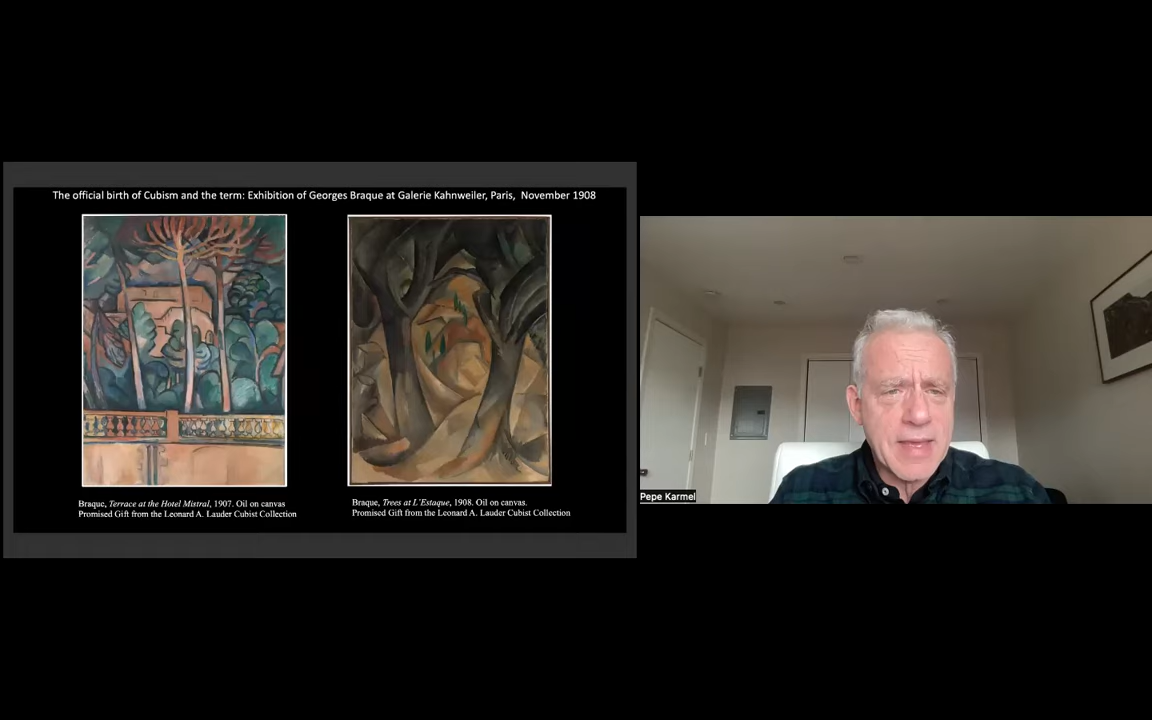 The official birth of Cubism and the term: Exhibition of Georges Braque at Galerie Kahnweiler, Paris, November 1908
Braque, Terrace at the Hotel Mistral, 1907. Oil on canvas
Promised Gift from the Leonard A. Lauder Cubist Collection
Braque, Trees at L'Estaque, 1908. Oil on canvas.
Promised Gift from the Leonard A. Lauder Cubist Collection
Pepe Karmel